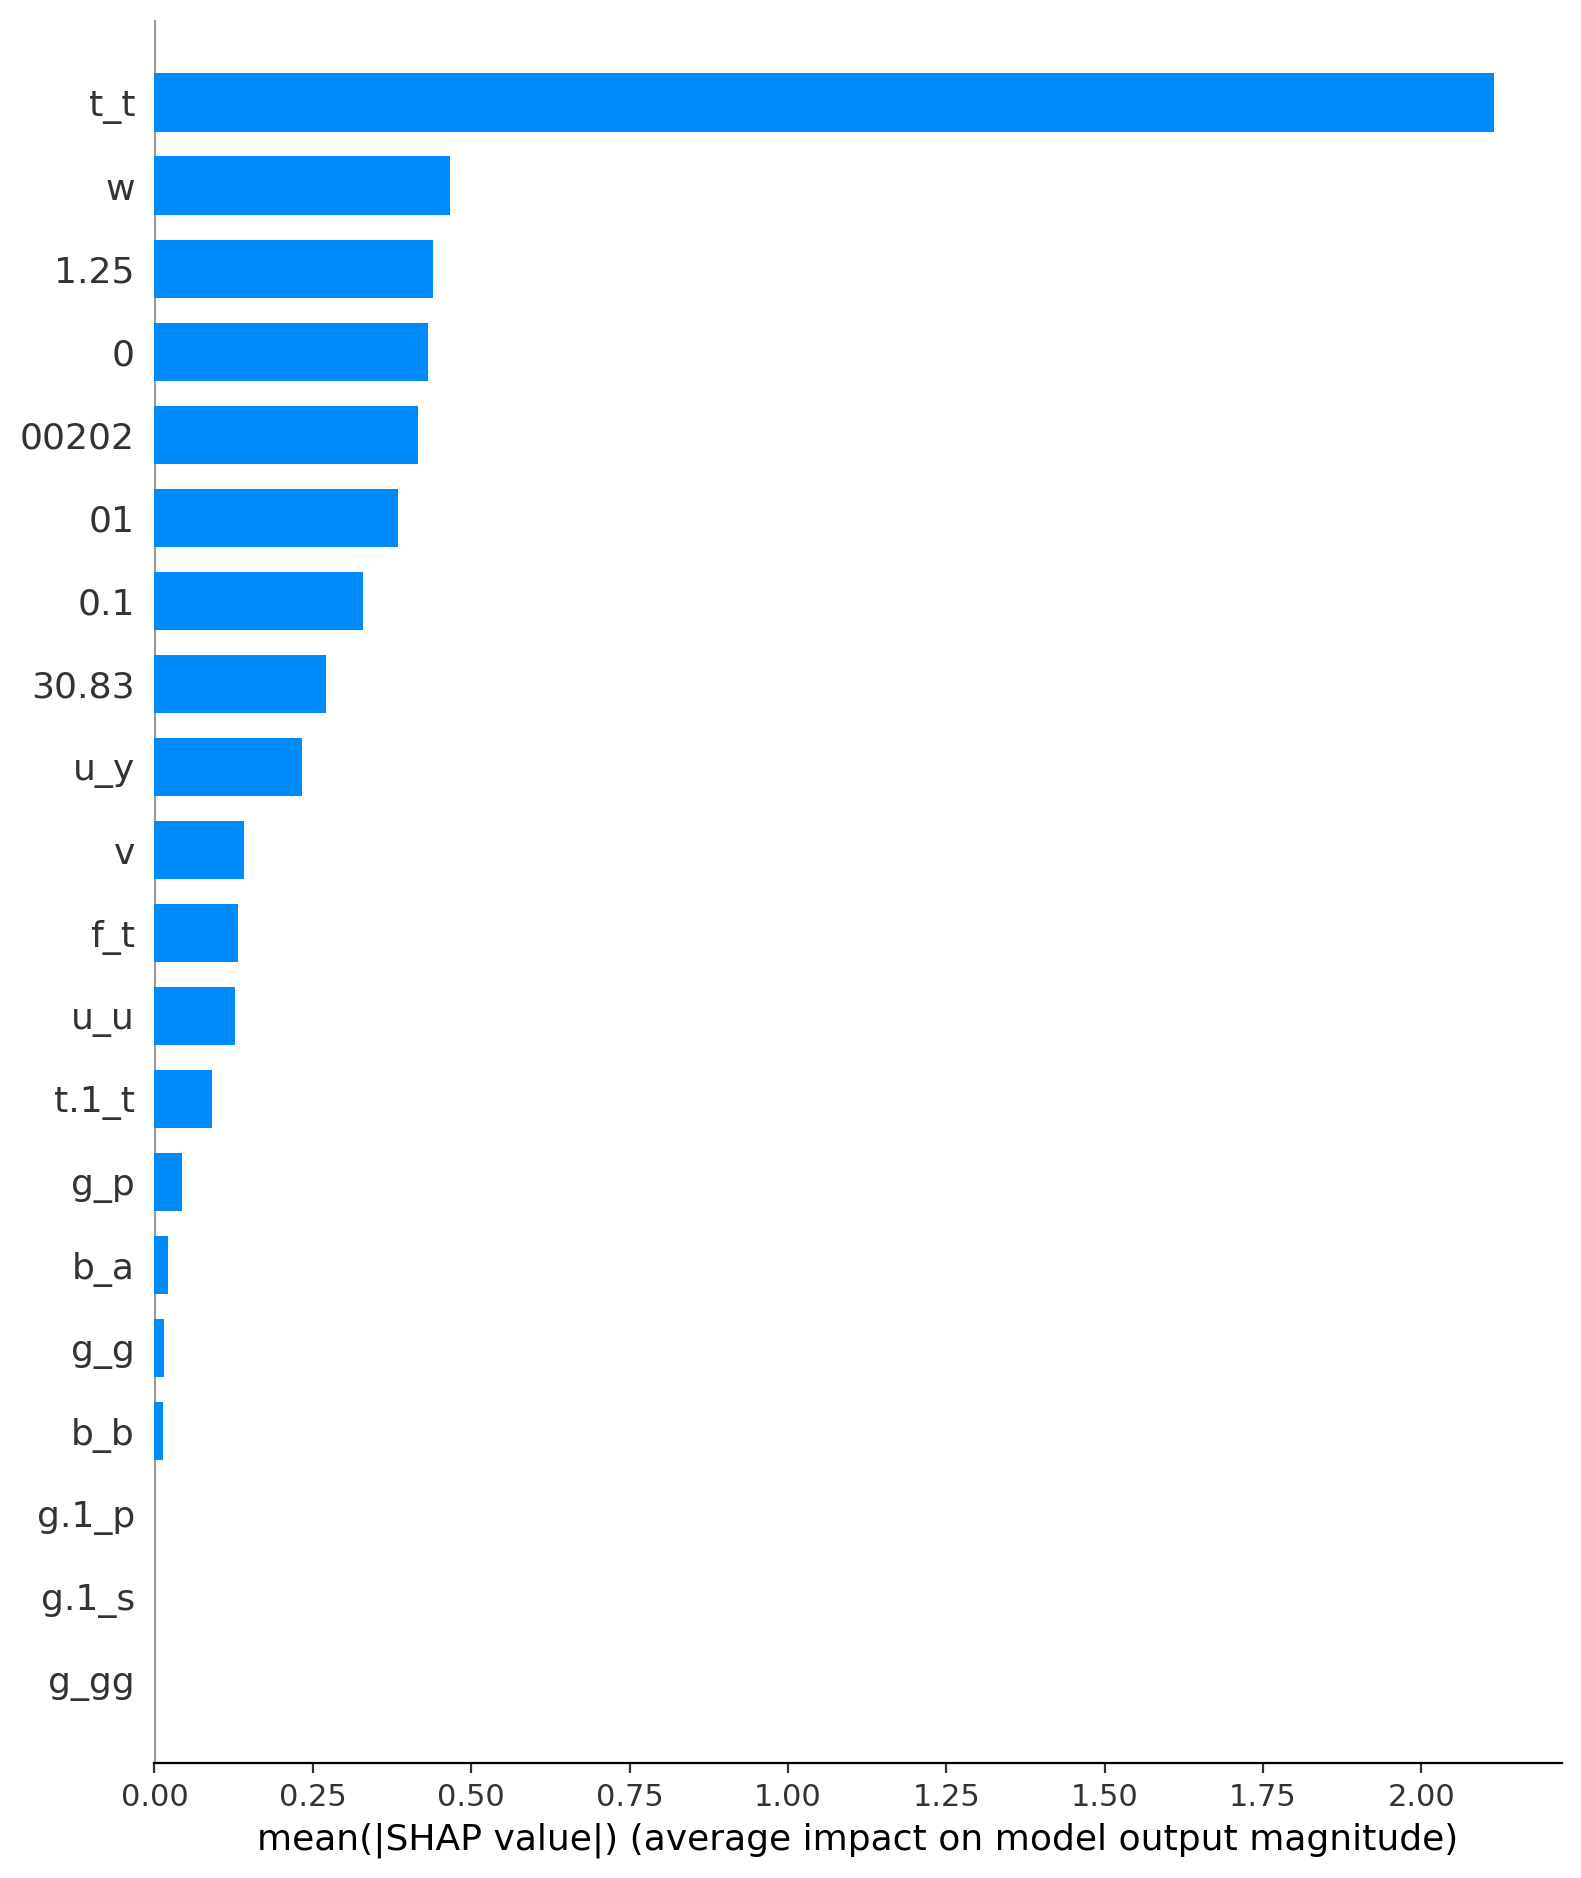 t_t
w
1.25
0
00202
01
0.1
30.83
u_y
v
f_t
u_u
t.1_t
g_p
b_a
g_g
b_b
g.1_p
g.1_s
g_gg
0.00 0.25 0.50 0.75 1.00 1.25 1.50 1.75 2.00
mean(|SHAP value|) (average impact on model output magnitude)